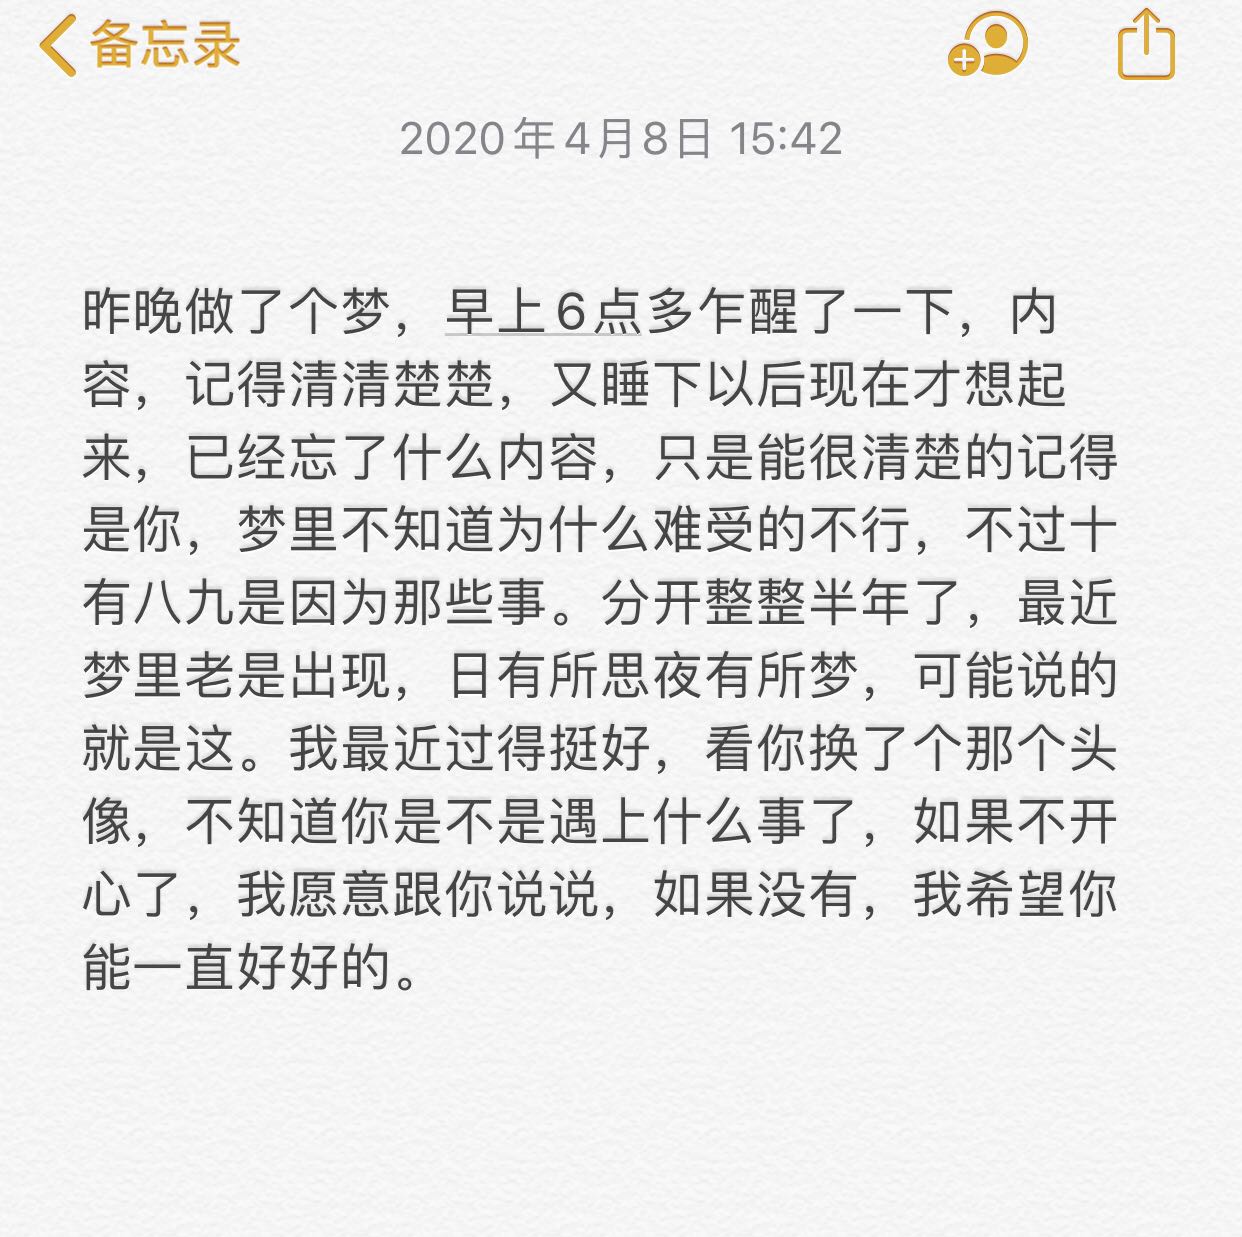 备忘录
2020年4月8日 15:42
昨晚做了个梦，早上6点多乍醒了一下，内
容，记得清清楚楚，又睡下以后现在才想起
来，已经忘了什么内容，只是能很清楚的记得
是你，梦里不知道为什么难受的不行，不过十
有八九是因为那些事。分开整整半年了，最近
梦里老是出现，日有所思夜有所梦，可能说的
就是这。我最近过得挺好，看你换了个那个头
像，不知道你是不是遇上什么事了，如果不开
心了，我愿意跟你说说，如果没有，我希望你
能一直好好的。